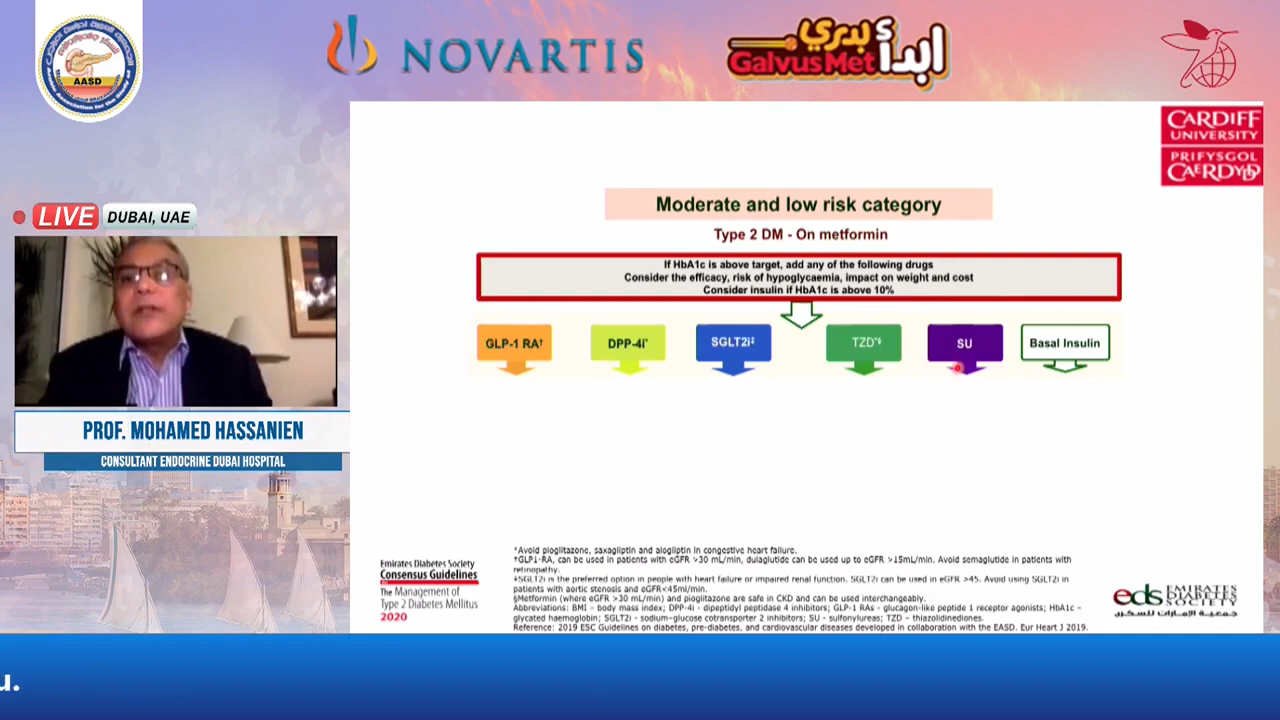 AASD
NOVARTIS
ابدأ بدري
GalvusMet
CARDIFF
UNIVERSITY
PRIFYSGOL
CAERDYDD
Moderate and low risk category
Type 2 DM - On metformin
If HbA1c is above target, add any of the following drugs
Consider the efficacy, risk of hypoglycaemia, impact on weight and cost
Consider insulin if HbA1c is above 10%
GLP-1 RA†
DPP-4i*
SGLT2i‡
TZD*§
SU
Basal Insulin
LIVE
DUBAI, UAE
PROF. MOHAMED HASSANIEN
CONSULTANT ENDOCRINE DUBAI HOSPITAL
*Avoid pioglitazone, saxagliptin and alogliptin in congestive heart failure.
†GLP1-RA, can be used in patients with eGFR >30 mL/min, dulaglutide can be used up to eGFR >15mL/min. Avoid semaglutide in patients with
retinopathy.
‡SGLT2i is the preferred option in people with heart failure or impaired renal function. SGLT2i can be used in eGFR >45. Avoid using SGLT2i in
patients with aortic stenosis and eGFR<45ml/min.
§Metformin (where eGFR >30 mL/min) and pioglitazone are safe in CKD and can be used interchangeably.
Abbreviations: BMI – body mass index; DPP-4i - dipeptidyl peptidase 4 inhibitors; GLP-1 RAs - glucagon-like peptide 1 receptor agonists; HbA1c –
glycated haemoglobin; SGLT2i - sodium–glucose cotransporter 2 inhibitors; SU - sulfonylureas; TZD – thiazolidinediones.
Reference: 2019 ESC Guidelines on diabetes, pre-diabetes, and cardiovascular diseases developed in collaboration with the EASD. Eur Heart J 2019.
Emirates Diabetes Society
Consensus Guidelines
The Management of
Type 2 Diabetes Mellitus
2020
eds EMIRATES
SOCIETY
جمعية الإمارات للسكري
u.